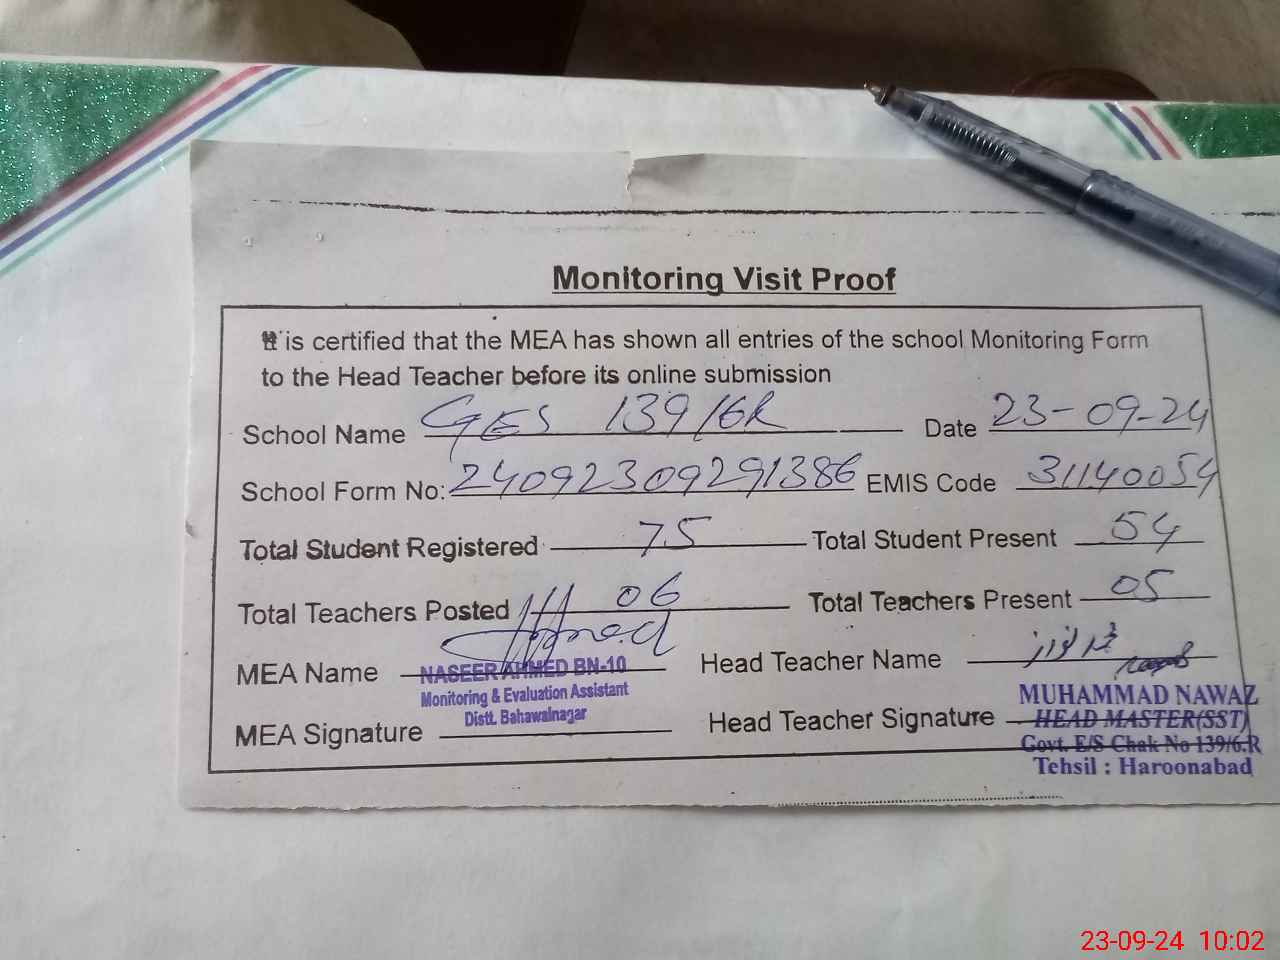 Monitoring Visit Proof
It is certified that the MEA has shown all entries of the school Monitoring Form
to the Head Teacher before its online submission
School Name GES 139/6R Date 23-09-24
School Form No: 24092309291386 EMIS Code 31140054
Total Student Registered 75 Total Student Present 54
Total Teachers Posted 06 Total Teachers Present 05
MEA Name NASEER AHMED BN-10 Head Teacher Name محمد نواز
Monitoring & Evaluation Assistant
Distt. Bahawalnagar
MEA Signature Head Teacher Signature
MUHAMMAD NAWAZ
HEAD MASTER(SST)
Govt. E/S Chak No 139/6.R
Tehsil : Haroonabad
23-09-24 10:02